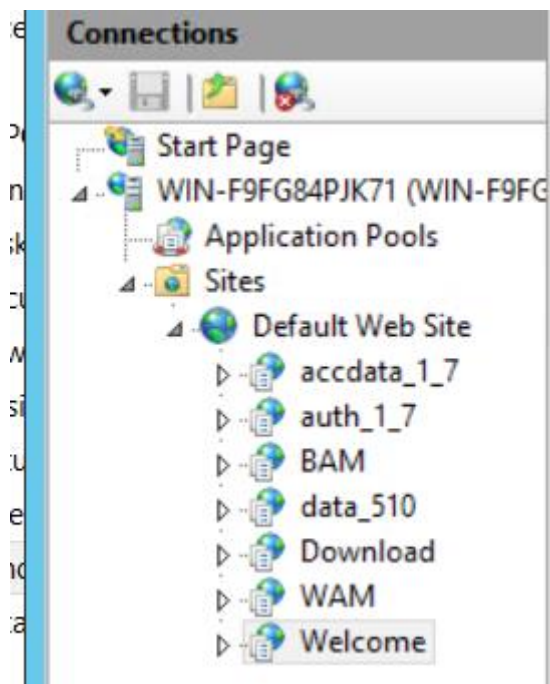 Connections
Start Page
WIN-F9FG84PJK71 (WIN-F9FG
Application Pools
Sites
Default Web Site
accdata_1_7
auth_1_7
BAM
data_510
Download
WAM
Welcome